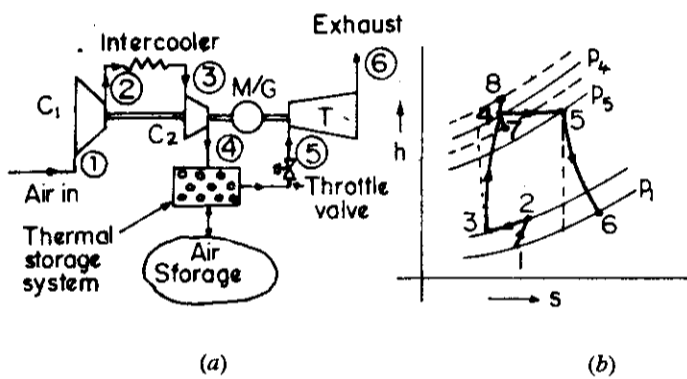 Exhaust
Intercooler
⑥
②
③
M/G
C₁
T
C₂
④
⑤
①
Air in
Throttle
valve
Thermal
storage
system
Air
Storage
(a)
8
P₄
4
P₅
7
5
h
2
P₁
3
6
1
s
(b)